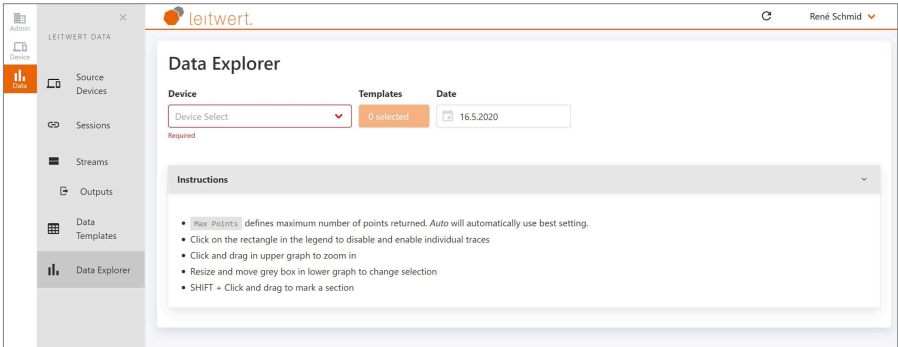 Admin
Device
Data
LEITWERT DATA
Source
Devices
Sessions
Streams
Outputs
Data
Templates
Data Explorer
leitwert.
René Schmid
Data Explorer
Device
Templates
Date
Device Select
0 selected
16.5.2020
Required
Instructions
Max Points defines maximum number of points returned. Auto will automatically use best setting.
Click on the rectangle in the legend to disable and enable individual traces
Click and drag in upper graph to zoom in
Resize and move grey box in lower graph to change selection
SHIFT + Click and drag to mark a section